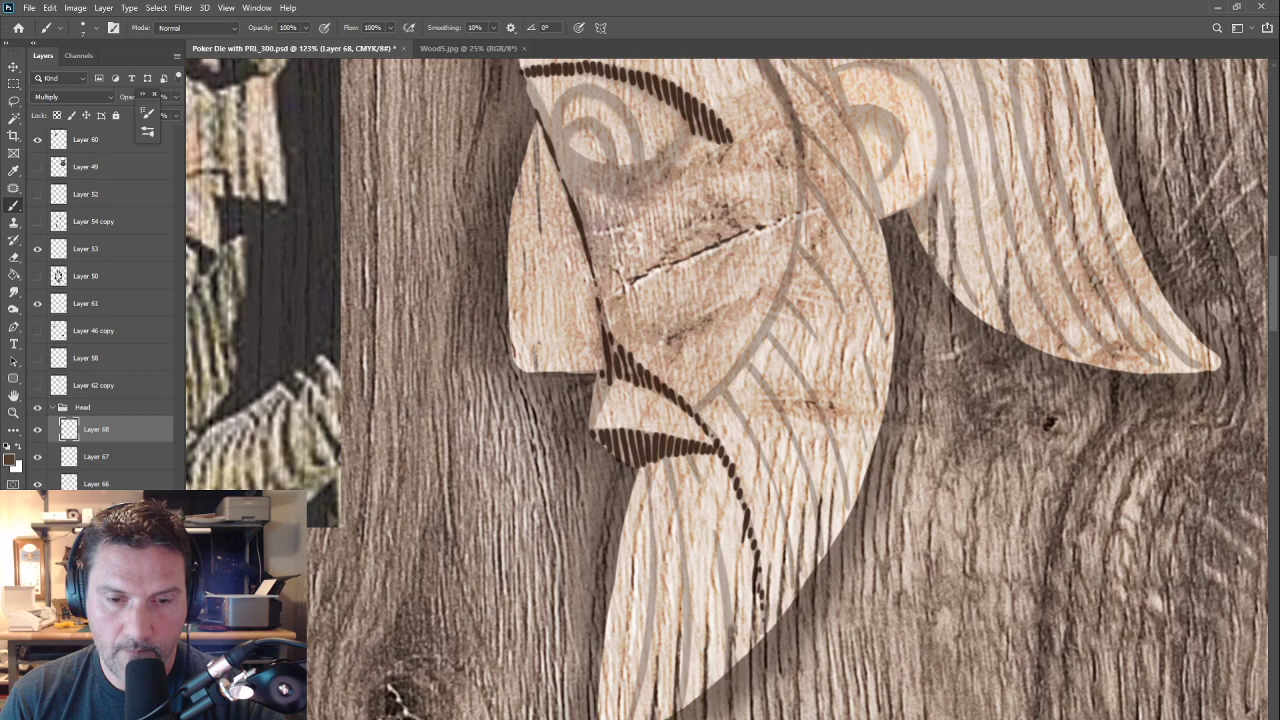 File Edit Image Layer Type Select Filter 3D View Window Help
7 Mode: Normal Opacity: 100% Flow: 100% Smoothing: 10% 0°
Poker Die with PRL_300.psd @ 123% (Layer 68, CMYK/8#) * × Wood5.jpg @ 25% (RGB/8*) ×
Layers Channels
Kind
Multiply
Lock: %
Layer 60
Layer 49
Layer 52
Layer 54 copy
Layer 53
Layer 50
Layer 61
Layer 46 copy
Layer 58
Layer 62 copy
Head
Layer 68
Layer 67
Layer 66